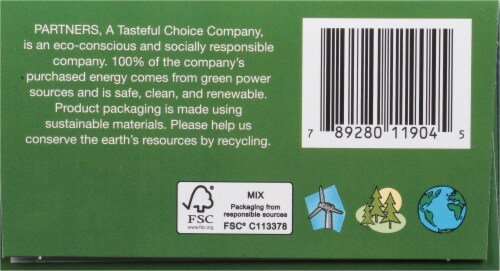 PARTNERS, A Tasteful Choice Company,
is an eco-conscious and socially responsible
company. 100% of the company's
purchased energy comes from green power
sources and is safe, clean, and renewable.
Product packaging is made using
sustainable materials. Please help us
conserve the earth's resources by recycling.
7 89280 11904 5
FSC
www.fsc.org
MIX
Packaging from
responsible sources
FSC® C113378